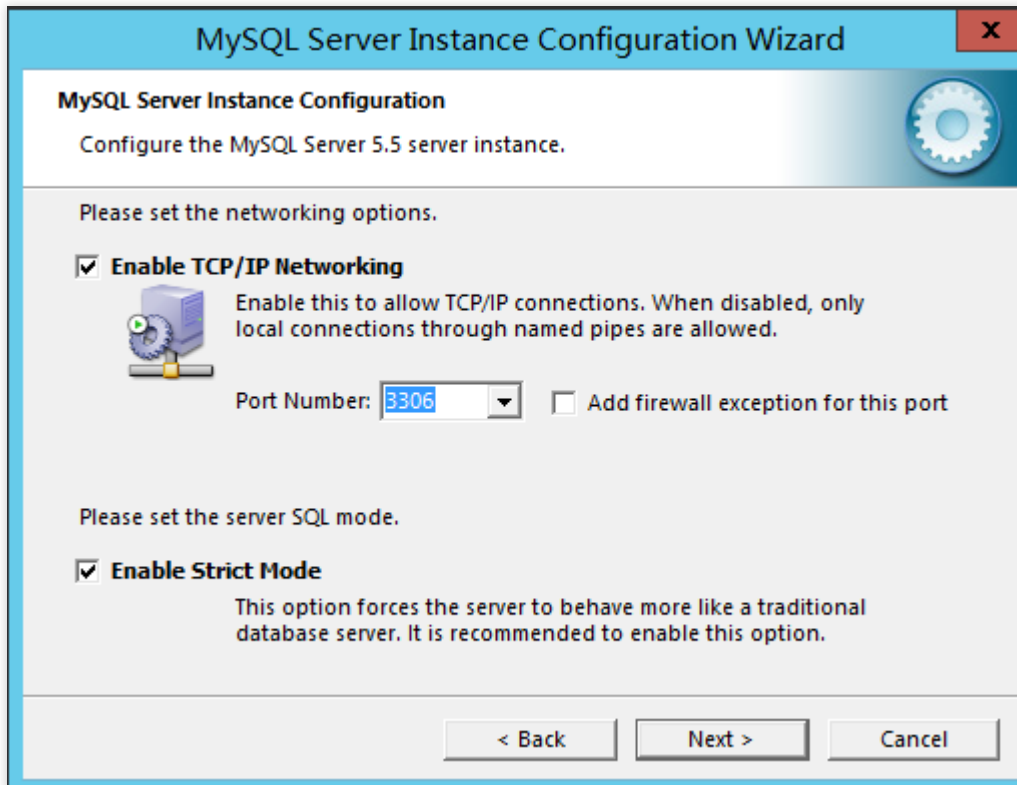 MySQL Server Instance Configuration Wizard
x
MySQL Server Instance Configuration
Configure the MySQL Server 5.5 server instance.
Please set the networking options.
Enable TCP/IP Networking
Enable this to allow TCP/IP connections. When disabled, only
local connections through named pipes are allowed.
Port Number: 3306 Add firewall exception for this port
Please set the server SQL mode.
Enable Strict Mode
This option forces the server to behave more like a traditional
database server. It is recommended to enable this option.
< Back Next > Cancel